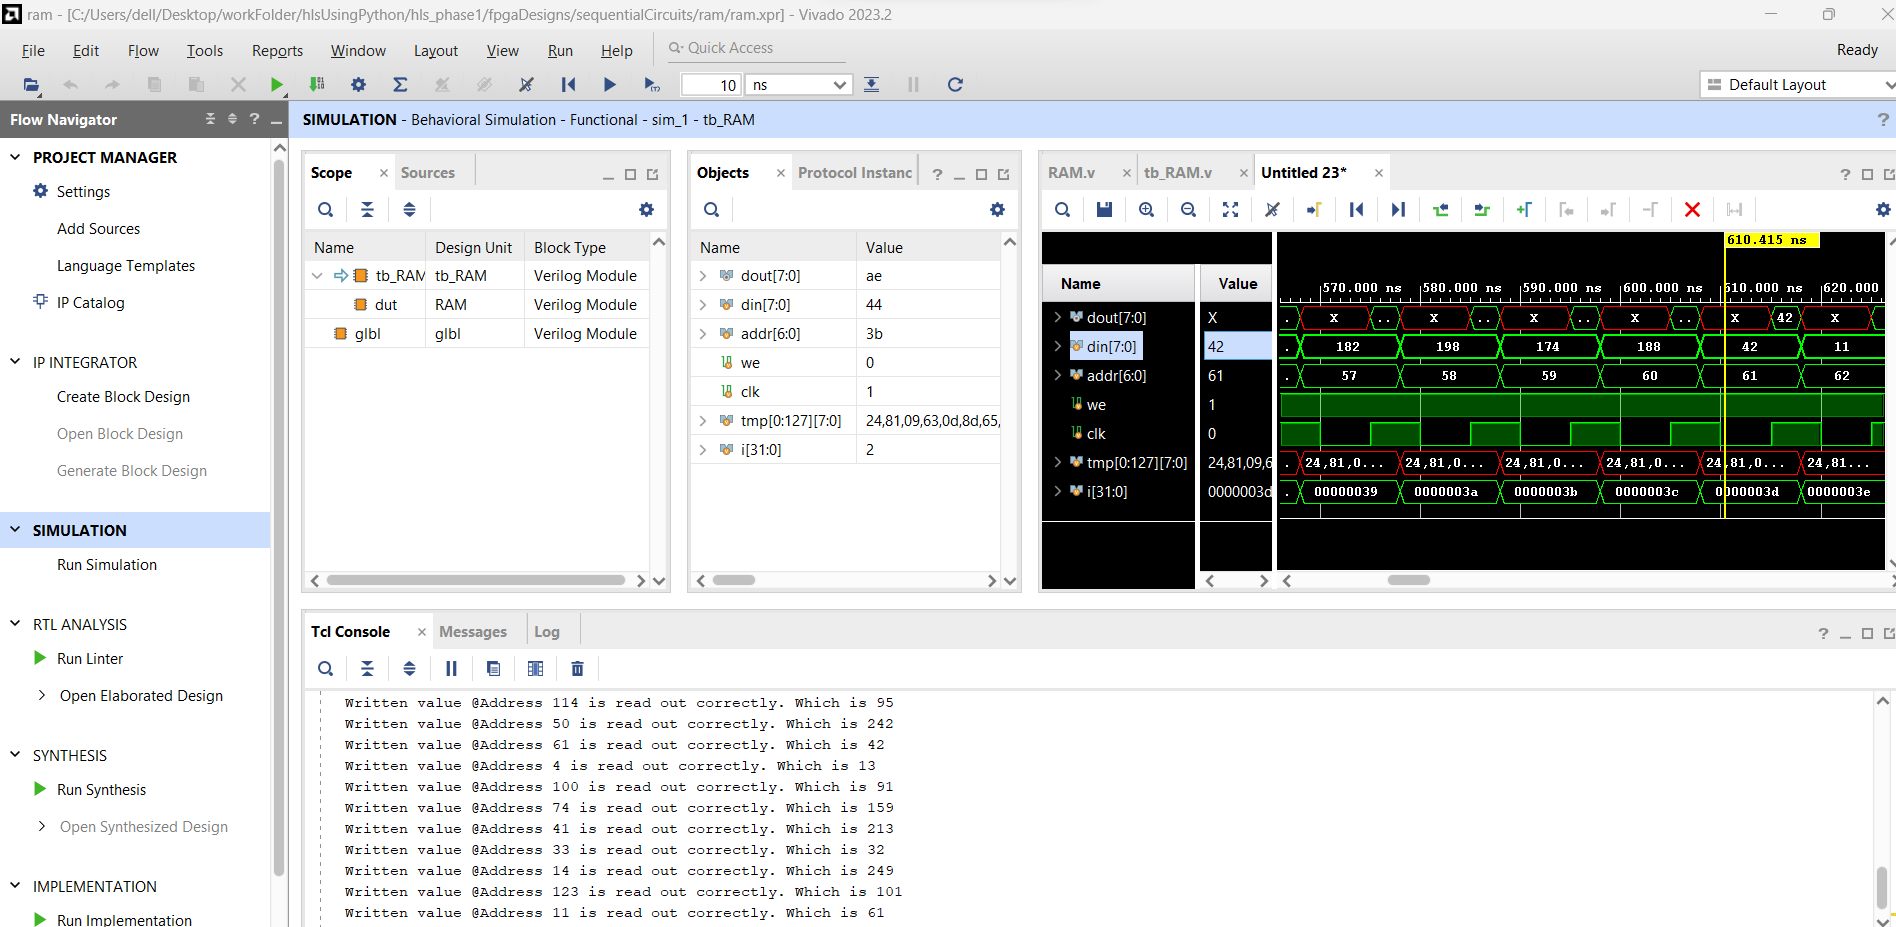 ram - [C:/Users/dell/Desktop/workFolder/hlsUsingPython/hls_phase1/fpgaDesigns/sequentialCircuits/ram/ram.xpr] - Vivado 2023.2
File Edit Flow Tools Reports Window Layout View Run Help Quick Access Ready
10 ns Default Layout
Flow Navigator
SIMULATION - Behavioral Simulation - Functional - sim_1 - tb_RAM
PROJECT MANAGER
Settings
Add Sources
Language Templates
IP Catalog
IP INTEGRATOR
Create Block Design
Open Block Design
Generate Block Design
SIMULATION
Run Simulation
RTL ANALYSIS
Run Linter
Open Elaborated Design
SYNTHESIS
Run Synthesis
Open Synthesized Design
IMPLEMENTATION
Run Implementation
Scope Sources
Name Design Unit Block Type
tb_RAM tb_RAM Verilog Module
dut RAM Verilog Module
glbl glbl Verilog Module
Objects Protocol Instanc
Name Value
dout[7:0] ae
din[7:0] 44
addr[6:0] 3b
we 0
clk 1
tmp[0:127][7:0] 24,81,09,63,0d,8d,65,
i[31:0] 2
RAM.v tb_RAM.v Untitled 23*
610.415 ns
Name Value 570.000 ns 580.000 ns 590.000 ns 600.000 ns 610.000 ns 620.000
dout[7:0] X . X .. X .. X .. X .. X 42 X
din[7:0] 42 . 182 198 174 188 42 11
addr[6:0] 61 . 57 58 59 60 61 62
we 1
clk 0
tmp[0:127][7:0] 24,81,09,6 . 24,81,0... 24,81,0... 24,81,0... 24,81,0... 24,81,0... 24,81...
i[31:0] 0000003d . 00000039 0000003a 0000003b 0000003c 0000003d 0000003e
Tcl Console Messages Log
Written value @Address 114 is read out correctly. Which is 95
Written value @Address 50 is read out correctly. Which is 242
Written value @Address 61 is read out correctly. Which is 42
Written value @Address 4 is read out correctly. Which is 13
Written value @Address 100 is read out correctly. Which is 91
Written value @Address 74 is read out correctly. Which is 159
Written value @Address 41 is read out correctly. Which is 213
Written value @Address 33 is read out correctly. Which is 32
Written value @Address 14 is read out correctly. Which is 249
Written value @Address 123 is read out correctly. Which is 101
Written value @Address 11 is read out correctly. Which is 61